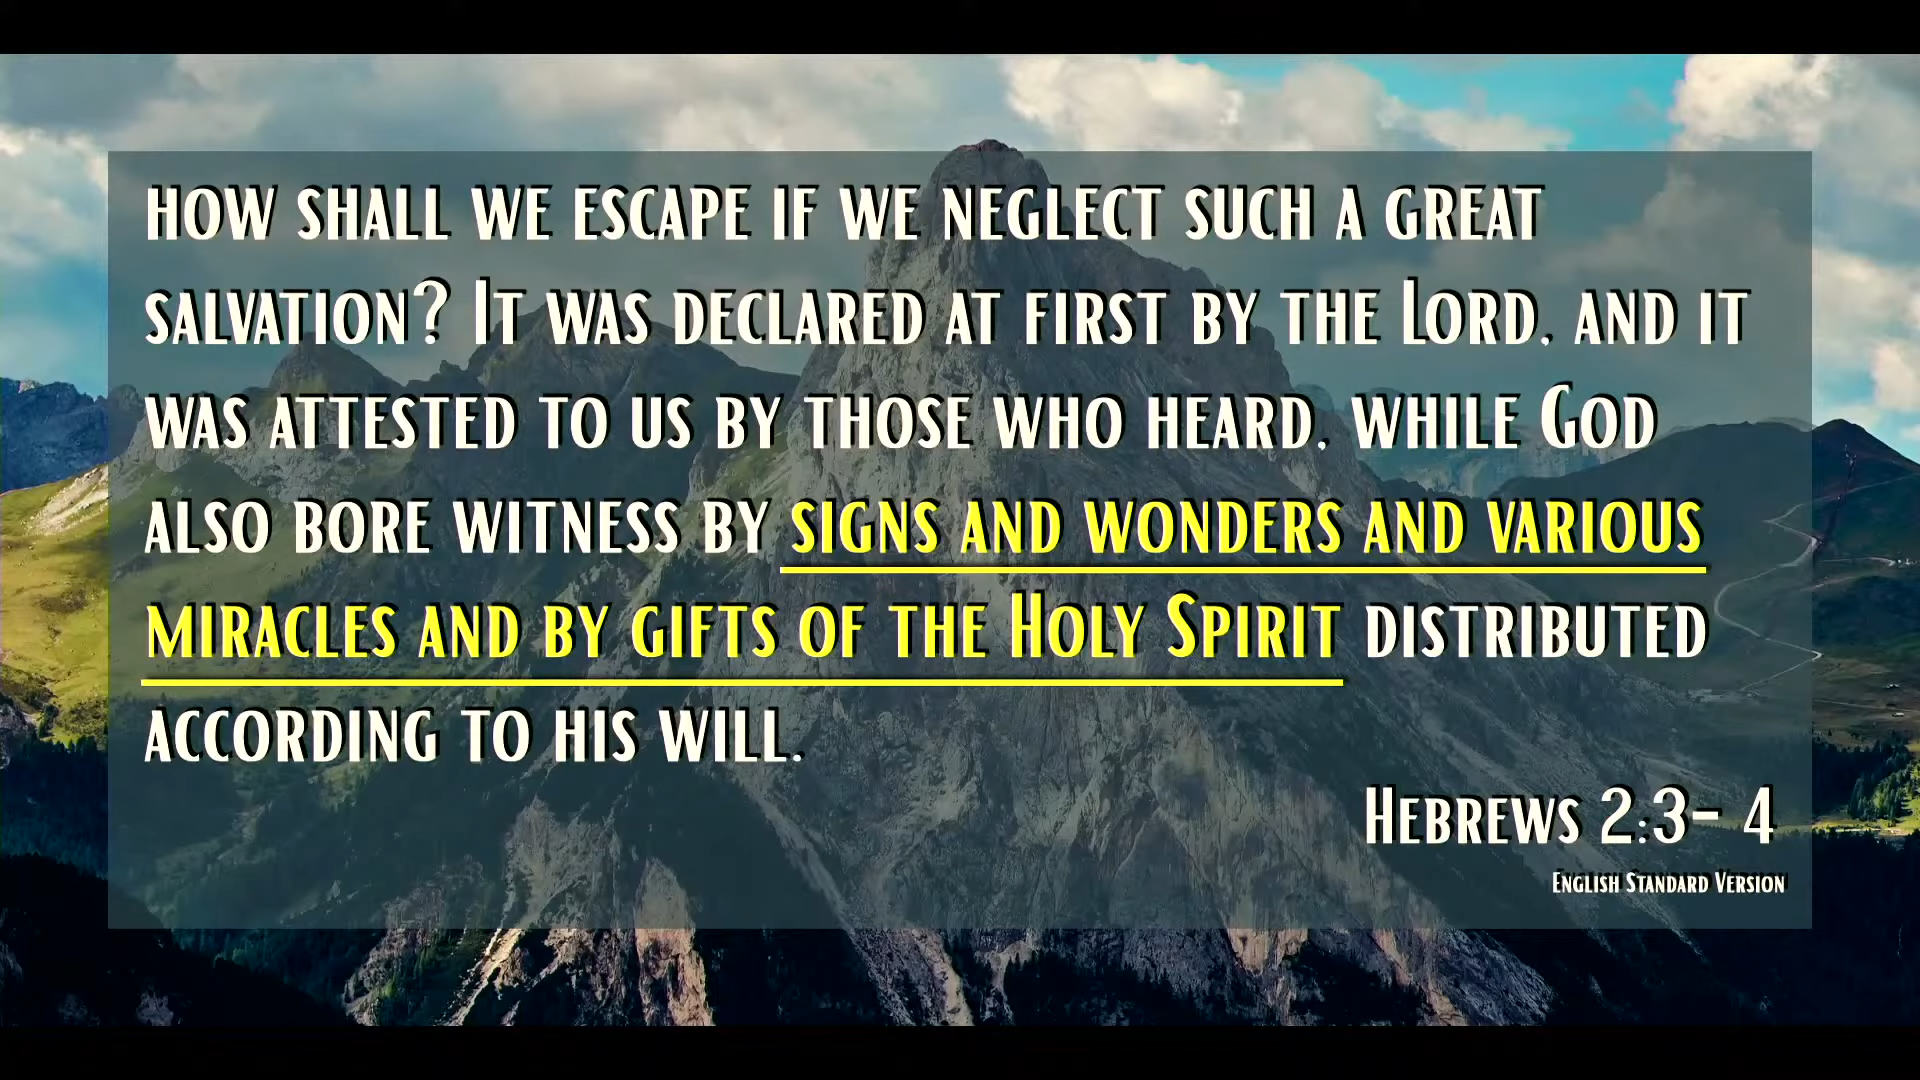 how shall we escape if we neglect such a great
salvation? It was declared at first by the Lord, and it
was attested to us by those who heard, while God
also bore witness by signs and wonders and various
miracles and by gifts of the Holy Spirit distributed
according to his will.
Hebrews 2:3- 4
English Standard Version